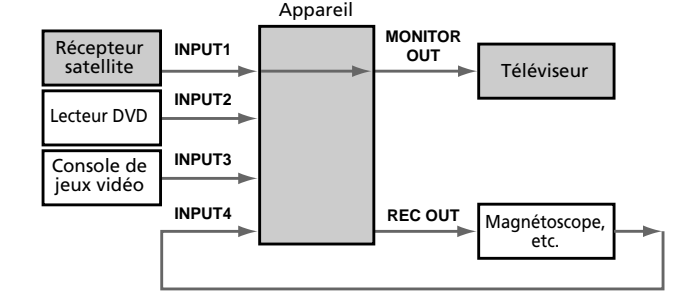 Appareil
Récepteur
satellite
INPUT1
MONITOR
OUT
Téléviseur
Lecteur DVD
INPUT2
Console de
jeux vidéo
INPUT3
INPUT4
REC OUT
Magnétoscope,
etc.